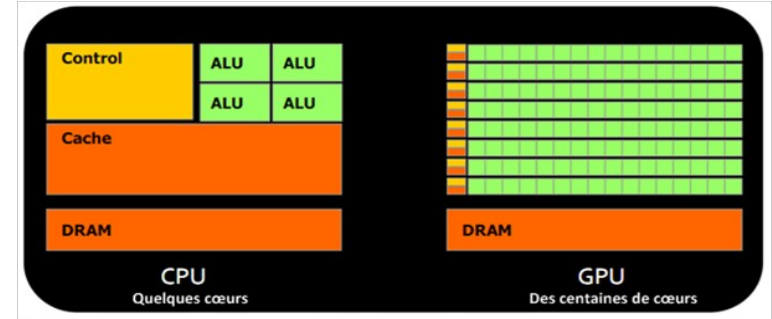 Control
ALU ALU
ALU ALU
Cache
DRAM
CPU
Quelques cœurs
DRAM
GPU
Des centaines de cœurs